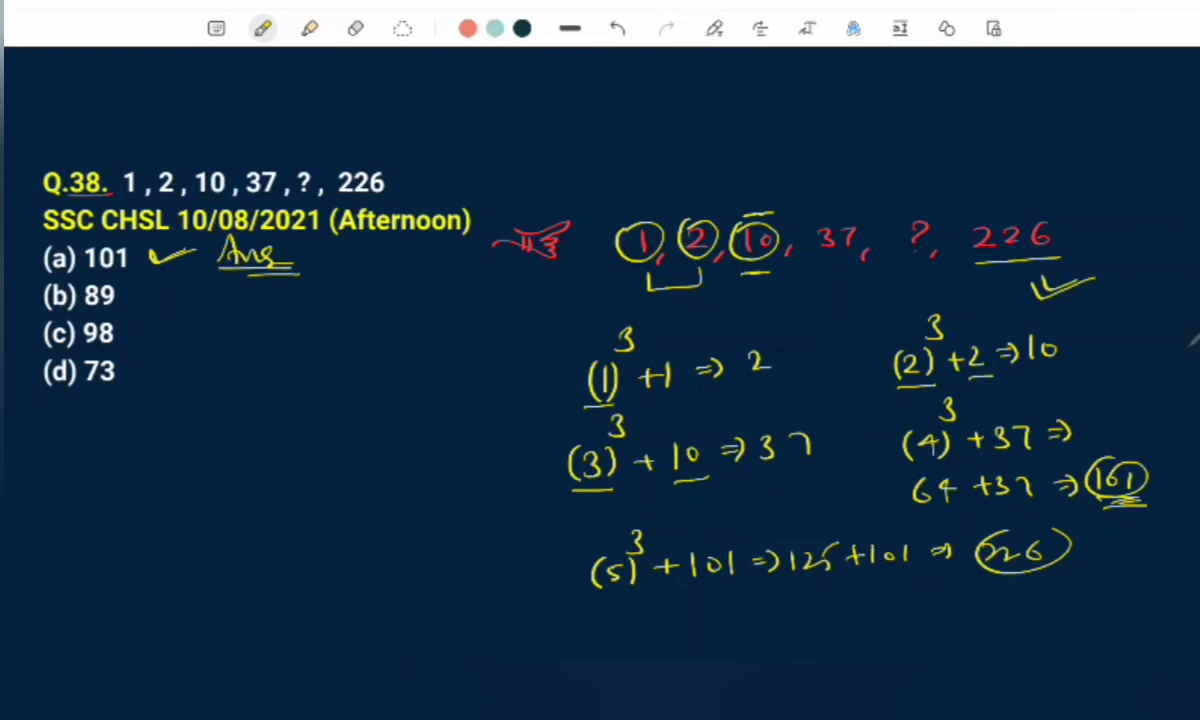 Q.38. 1 , 2 , 10 , 37 , ? , 226
SSC CHSL 10/08/2021 (Afternoon)
(a) 101 ✓ Ans
(b) 89
(c) 98
(d) 73
1, 2, 10, 37, ?, 226
(1)³ +1 ⇒ 2
(2)³ +2 ⇒ 10
(3)³ + 10 ⇒ 37
(4)³ + 37 ⇒
64 + 37 ⇒ 101
(5)³ + 101 ⇒ 125 + 101 ⇒ 226